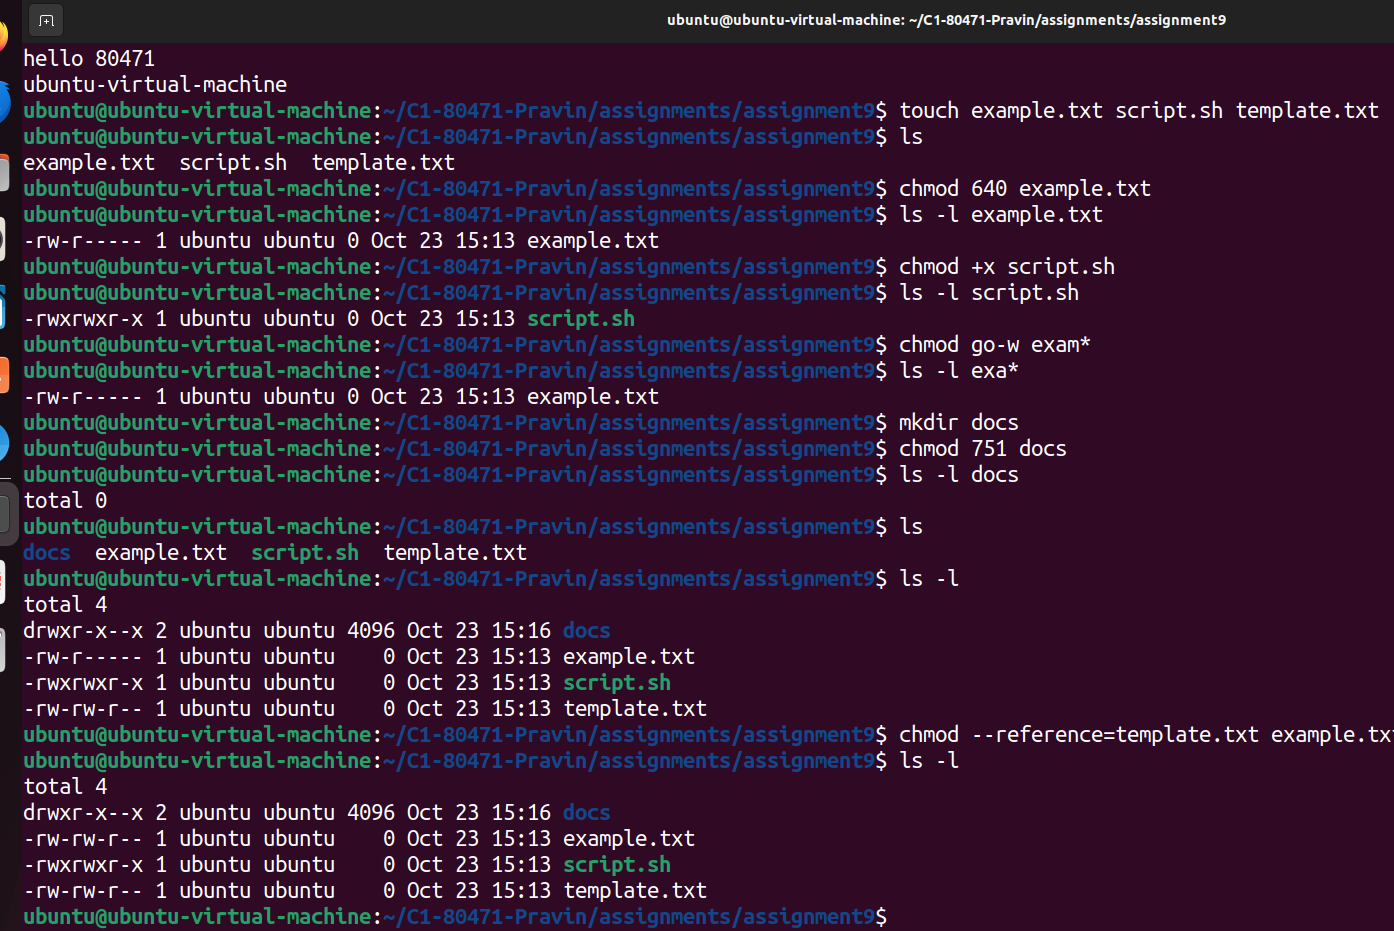 ubuntu@ubuntu-virtual-machine: ~/C1-80471-Pravin/assignments/assignment9
hello 80471
ubuntu-virtual-machine
ubuntu@ubuntu-virtual-machine:~/C1-80471-Pravin/assignments/assignment9$ touch example.txt script.sh template.txt
ubuntu@ubuntu-virtual-machine:~/C1-80471-Pravin/assignments/assignment9$ ls
example.txt  script.sh  template.txt
ubuntu@ubuntu-virtual-machine:~/C1-80471-Pravin/assignments/assignment9$ chmod 640 example.txt
ubuntu@ubuntu-virtual-machine:~/C1-80471-Pravin/assignments/assignment9$ ls -l example.txt
-rw-r----- 1 ubuntu ubuntu 0 Oct 23 15:13 example.txt
ubuntu@ubuntu-virtual-machine:~/C1-80471-Pravin/assignments/assignment9$ chmod +x script.sh
ubuntu@ubuntu-virtual-machine:~/C1-80471-Pravin/assignments/assignment9$ ls -l script.sh
-rwxrwxr-x 1 ubuntu ubuntu 0 Oct 23 15:13 script.sh
ubuntu@ubuntu-virtual-machine:~/C1-80471-Pravin/assignments/assignment9$ chmod go-w exam*
ubuntu@ubuntu-virtual-machine:~/C1-80471-Pravin/assignments/assignment9$ ls -l exa*
-rw-r----- 1 ubuntu ubuntu 0 Oct 23 15:13 example.txt
ubuntu@ubuntu-virtual-machine:~/C1-80471-Pravin/assignments/assignment9$ mkdir docs
ubuntu@ubuntu-virtual-machine:~/C1-80471-Pravin/assignments/assignment9$ chmod 751 docs
ubuntu@ubuntu-virtual-machine:~/C1-80471-Pravin/assignments/assignment9$ ls -l docs
total 0
ubuntu@ubuntu-virtual-machine:~/C1-80471-Pravin/assignments/assignment9$ ls
docs  example.txt  script.sh  template.txt
ubuntu@ubuntu-virtual-machine:~/C1-80471-Pravin/assignments/assignment9$ ls -l
total 4
drwxr-x--x 2 ubuntu ubuntu 4096 Oct 23 15:16 docs
-rw-r----- 1 ubuntu ubuntu    0 Oct 23 15:13 example.txt
-rwxrwxr-x 1 ubuntu ubuntu    0 Oct 23 15:13 script.sh
-rw-rw-r-- 1 ubuntu ubuntu    0 Oct 23 15:13 template.txt
ubuntu@ubuntu-virtual-machine:~/C1-80471-Pravin/assignments/assignment9$ chmod --reference=template.txt example.tx
ubuntu@ubuntu-virtual-machine:~/C1-80471-Pravin/assignments/assignment9$ ls -l
total 4
drwxr-x--x 2 ubuntu ubuntu 4096 Oct 23 15:16 docs
-rw-rw-r-- 1 ubuntu ubuntu    0 Oct 23 15:13 example.txt
-rwxrwxr-x 1 ubuntu ubuntu    0 Oct 23 15:13 script.sh
-rw-rw-r-- 1 ubuntu ubuntu    0 Oct 23 15:13 template.txt
ubuntu@ubuntu-virtual-machine:~/C1-80471-Pravin/assignments/assignment9$